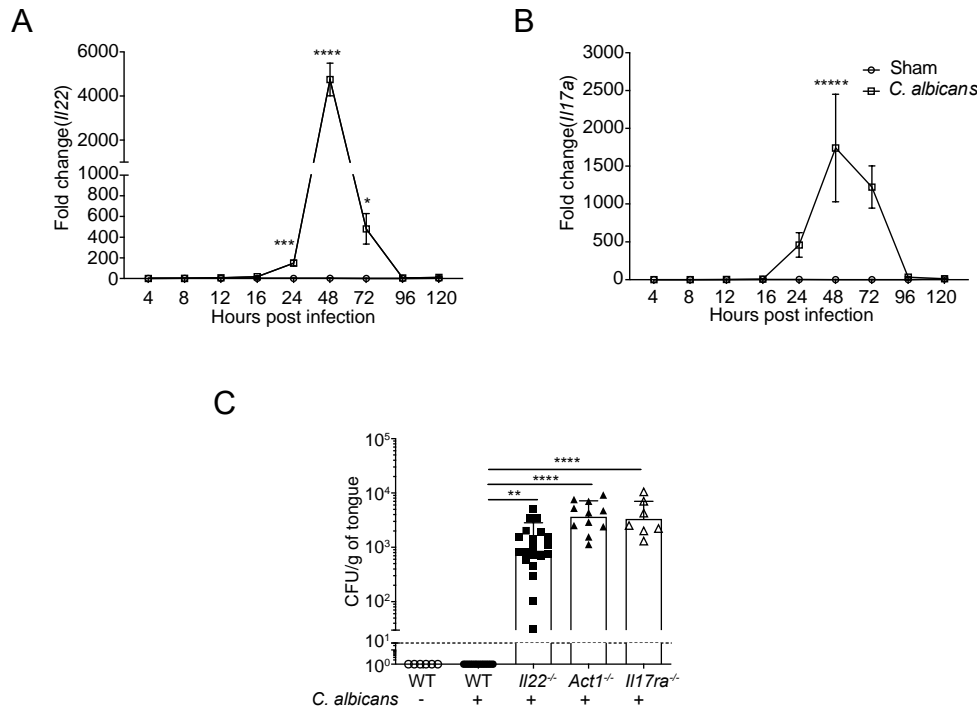 A
Fold change(Il22)
6000
****
4000
2000
1000
800
600
*
400
***
200
0
4 8 12 16 24 48 72 96 120
Hours post infection
B
Fold change(Il17a)
3000
Sham
*****
C. albicans
2500
2000
1500
1000
500
0
4 8 12 16 24 48 72 96 120
Hours post infection
C
CFU/g of tongue
10⁵
****
****
10⁴
**
10³
10²
10¹
10⁰
WT WT Il22-/- Act1-/- Il17ra-/-
C. albicans - + + + +